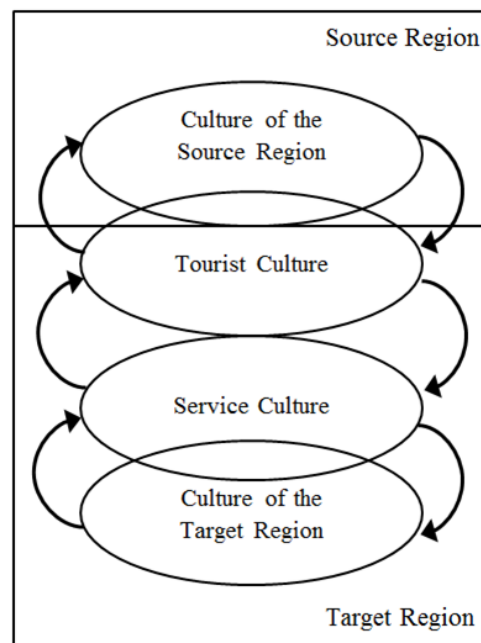 Source Region
Culture of the
Source Region
Tourist Culture
Service Culture
Culture of the
Target Region
Target Region